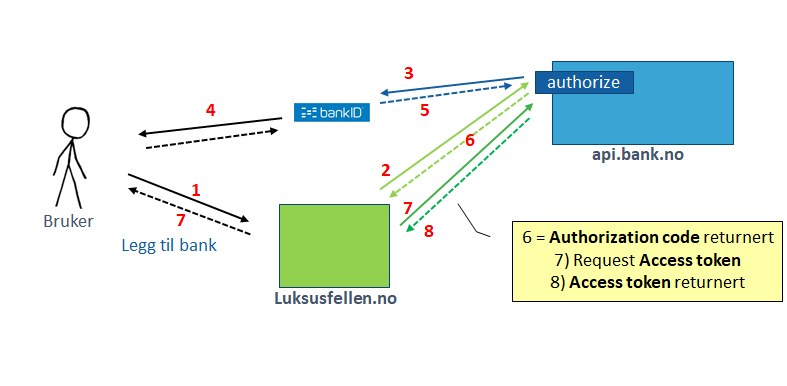 3
authorize
4
bankID
5
6
api.bank.no
2
1
7
7
Bruker
8
6 = Authorization code returnert
Legg til bank
7) Request Access token
8) Access token returnert
Luksusfellen.no